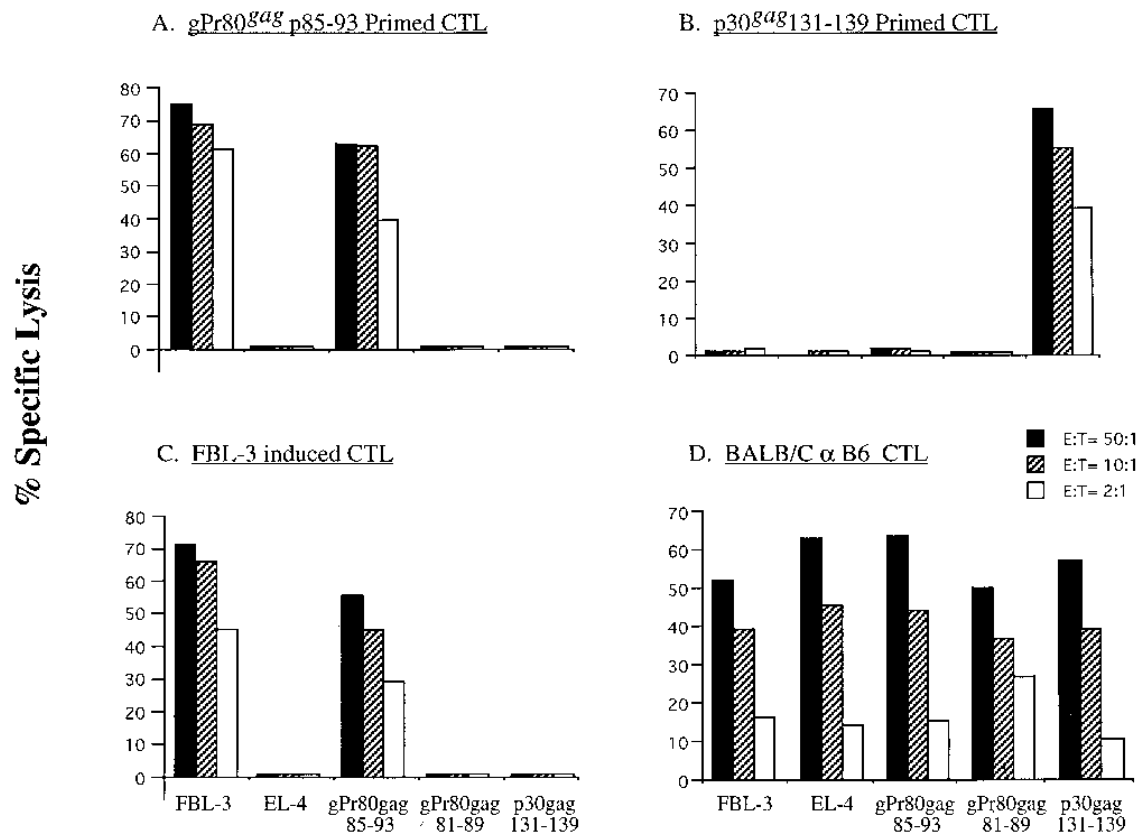 A. gPr80gag p85-93 Primed CTL
B. p30gag131-139 Primed CTL
% Specific Lysis
80
70
60
50
40
30
20
10
0
70
60
50
40
30
20
10
0
C. FBL-3 induced CTL
D. BALB/C α B6 CTL
E:T= 50:1
E:T= 10:1
E:T= 2:1
80
70
60
50
40
30
20
10
0
FBL-3 EL-4 gPr80gag gPr80gag p30gag
85-93 81-89 131-139
70
60
50
40
30
20
10
0
FBL-3 EL-4 gPr80gag gPr80gag p30gag
85-93 81-89 131-139